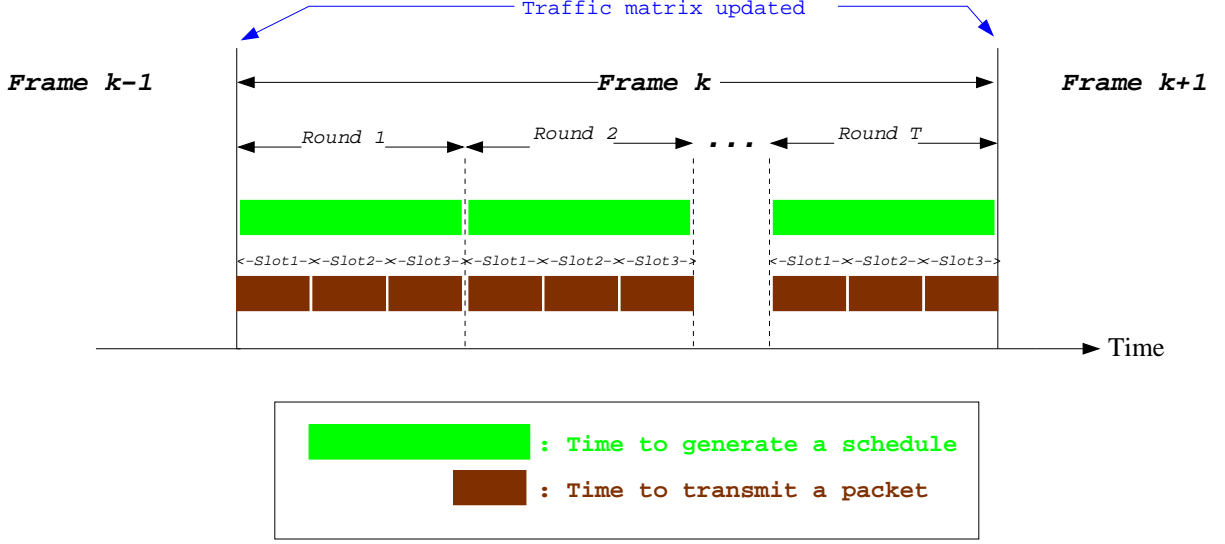 Traffic matrix updated
Frame k-1 Frame k Frame k+1
Round 1 Round 2 ... Round T
<-Slot1-><-Slot2-><-Slot3-><-Slot1-><-Slot2-><-Slot3-> <-Slot1-><-Slot2-><-Slot3->
Time
: Time to generate a schedule
: Time to transmit a packet